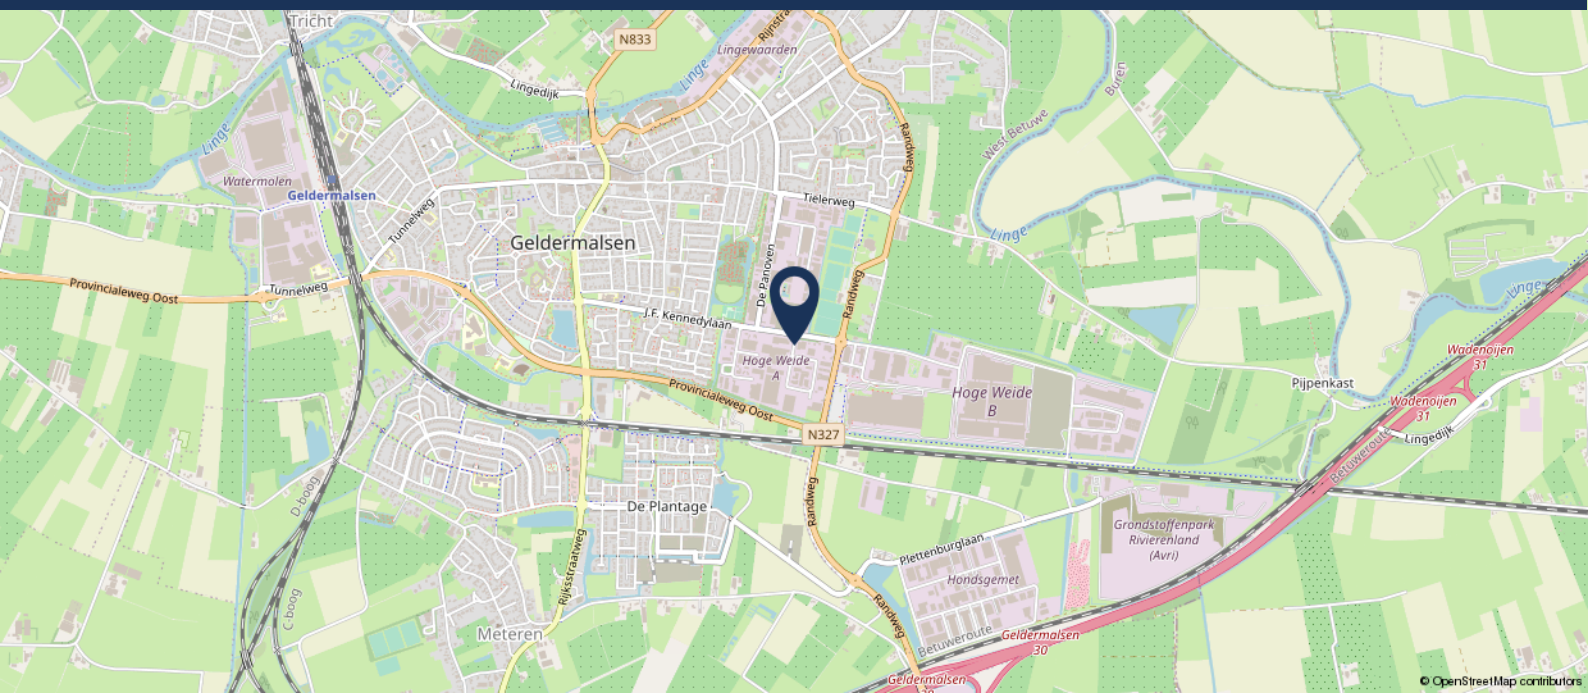 Tricht
N833
Rijnstra
Lingewaarden
Linge
Lingedijk
Buren
Linge
West Betuwe
Randweg
Watermolen
Geldermalsen
Tielerweg
Tunnelweg
Linge
Geldermalsen
De Panoven
Provincialeweg Oost
Tunnelweg
Randweg
Linge
J.F. Kennedylaan
Hoge Weide
A
Wadenoijen
31
Pijpenkast
Provincialeweg Oost
Hoge Weide
B
Wadenoijen
31
N327
Lingedijk
Betuweroute
D-boog
Randweg
De Plantage
Grondstoffenpark
Rivierenland
(Avri)
Plettenburglaan
Rijksstraatweg
Hondsgemet
C-boog
Randweg
Meteren
Betuweroute
Geldermalsen
30
Geldermalsen
© OpenStreetMap contributors